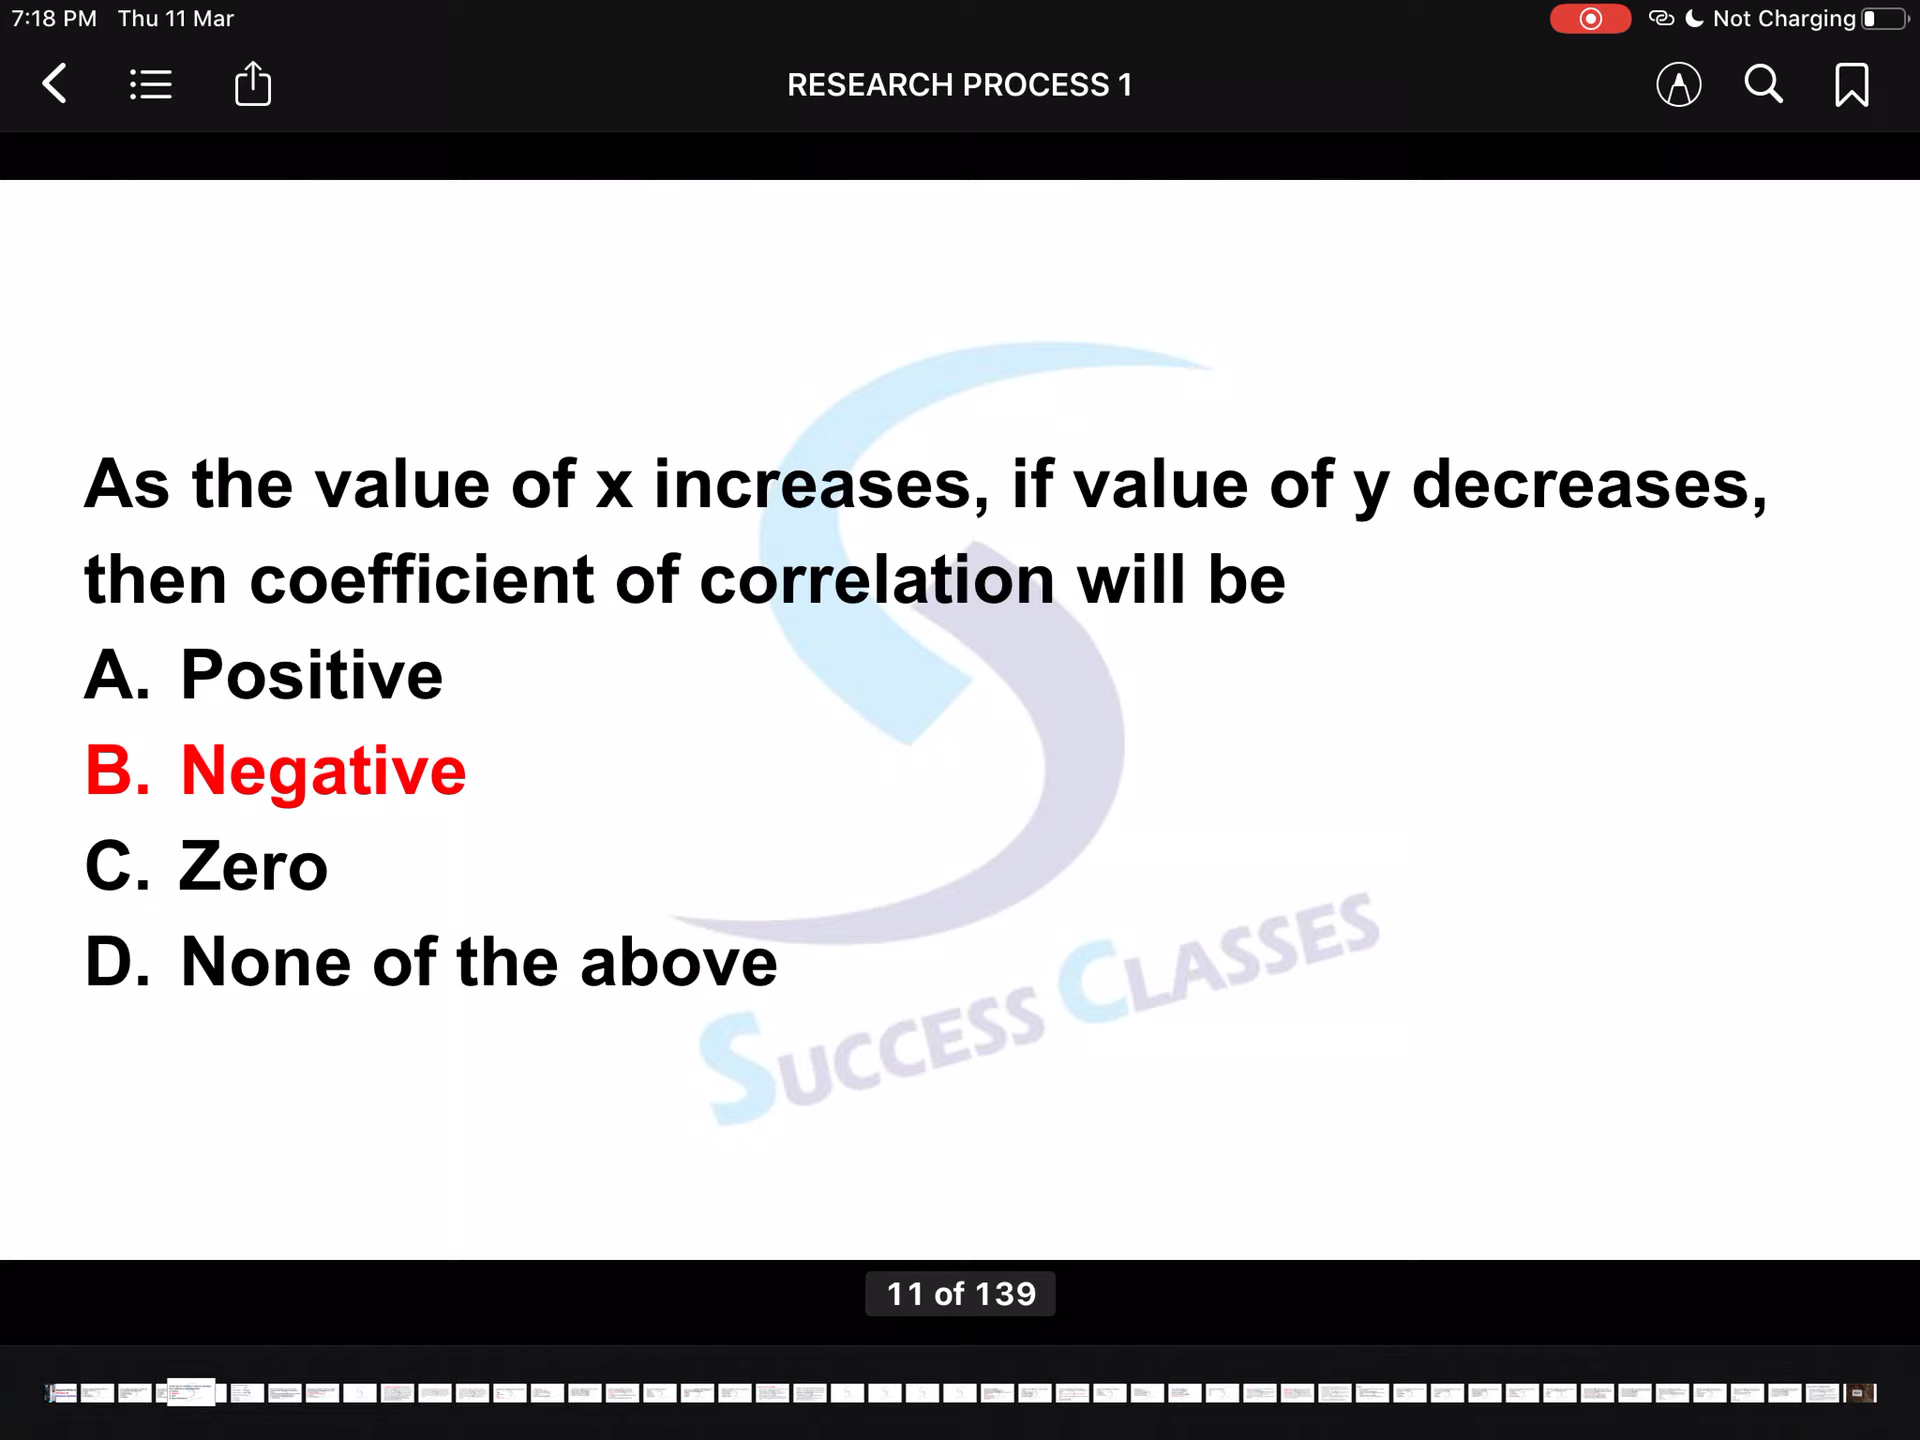 7:18 PM Thu 11 Mar
Not Charging
RESEARCH PROCESS 1
As the value of x increases, if value of y decreases,
then coefficient of correlation will be
A. Positive
B. Negative
C. Zero
D. None of the above
SUCCESS CLASSES
11 of 139